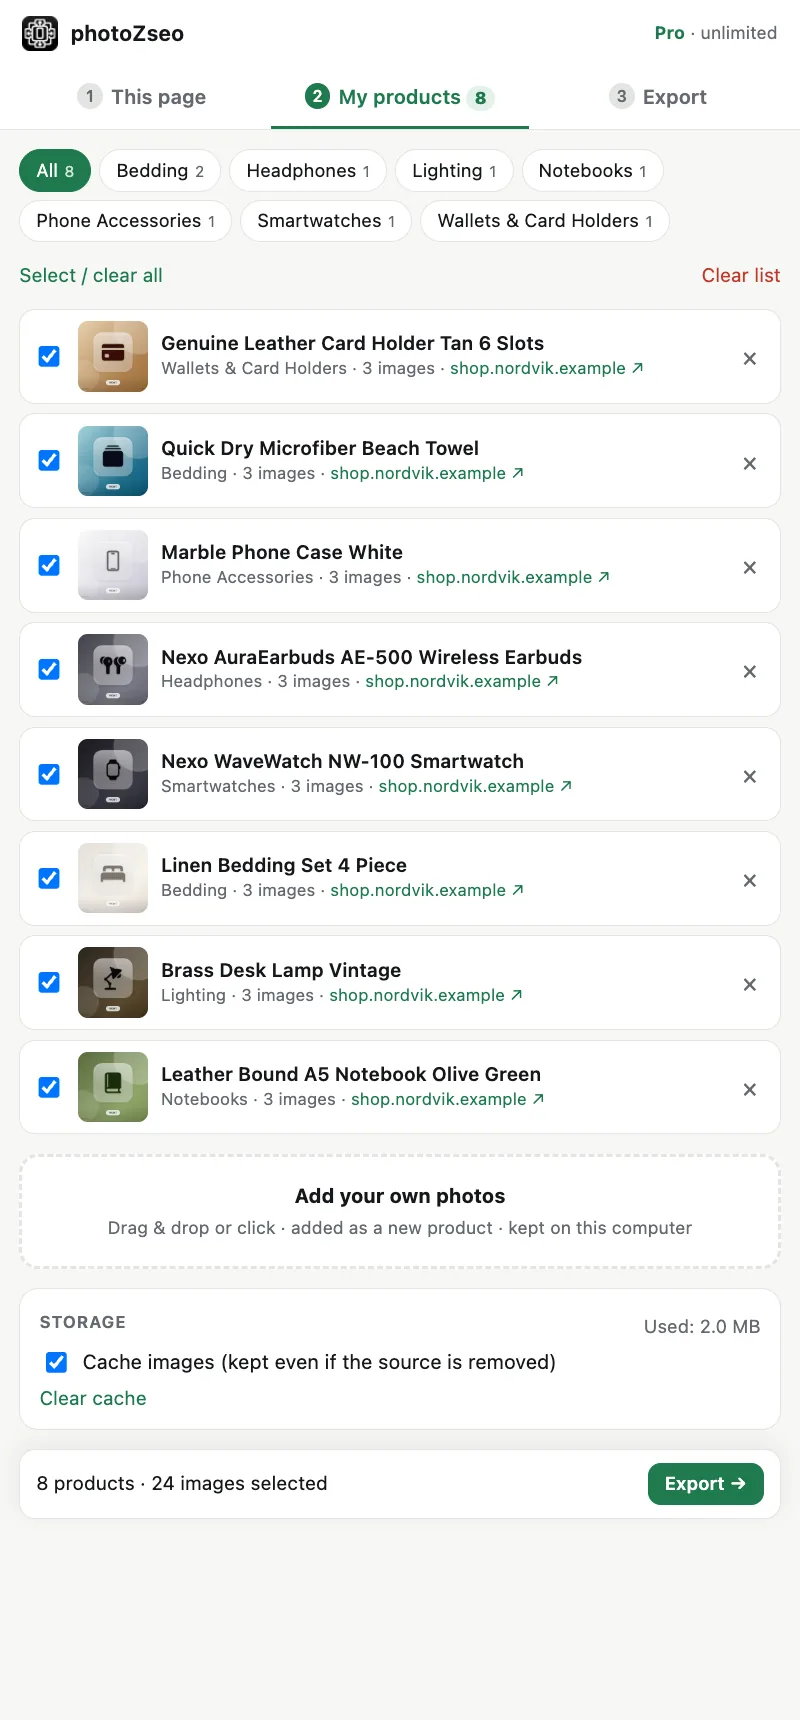 photoZseo
Pro · unlimited
1 This page
2 My products 8
3 Export
All 8
Bedding 2
Headphones 1
Lighting 1
Notebooks 1
Phone Accessories 1
Smartwatches 1
Wallets & Card Holders 1
Select / clear all
Clear list
Genuine Leather Card Holder Tan 6 Slots
Wallets & Card Holders · 3 images · shop.nordvik.example ↗
Quick Dry Microfiber Beach Towel
Bedding · 3 images · shop.nordvik.example ↗
Marble Phone Case White
Phone Accessories · 3 images · shop.nordvik.example ↗
Nexo AuraEarbuds AE-500 Wireless Earbuds
Headphones · 3 images · shop.nordvik.example ↗
Nexo WaveWatch NW-100 Smartwatch
Smartwatches · 3 images · shop.nordvik.example ↗
Linen Bedding Set 4 Piece
Bedding · 3 images · shop.nordvik.example ↗
Brass Desk Lamp Vintage
Lighting · 3 images · shop.nordvik.example ↗
Leather Bound A5 Notebook Olive Green
Notebooks · 3 images · shop.nordvik.example ↗
Add your own photos
Drag & drop or click · added as a new product · kept on this computer
STORAGE
Used: 2.0 MB
Cache images (kept even if the source is removed)
Clear cache
8 products · 24 images selected
Export →